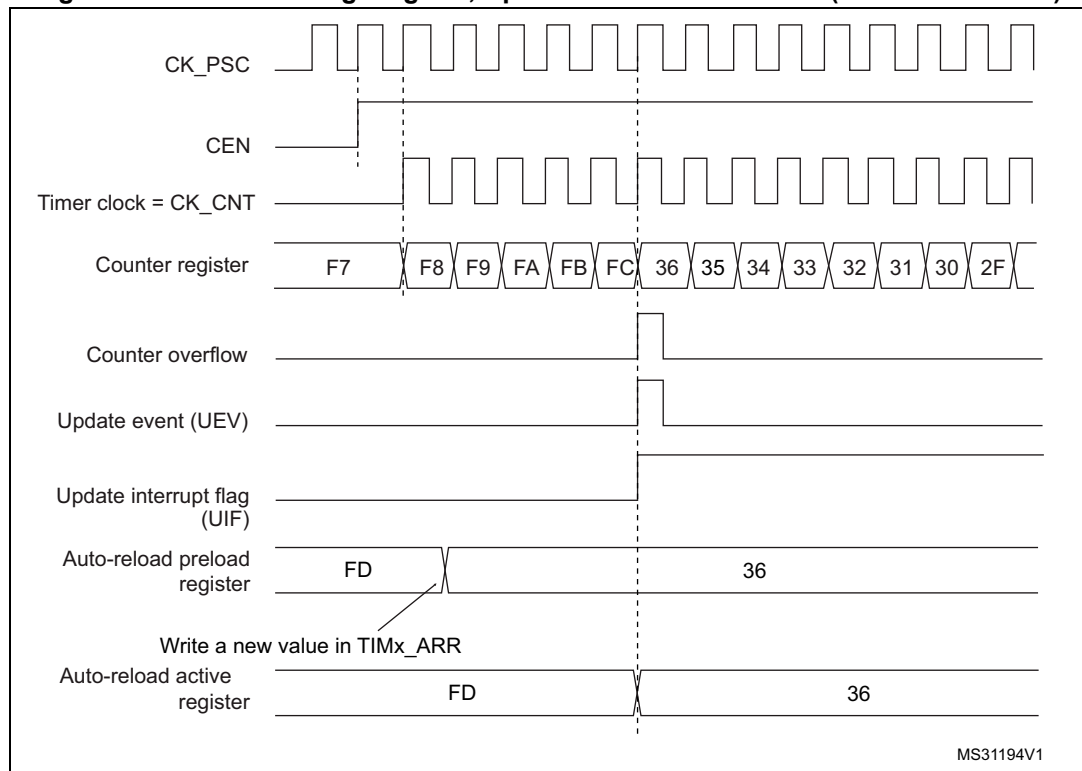 CK_PSC
CEN
Timer clock = CK_CNT
Counter register
F7 F8 F9 FA FB FC 36 35 34 33 32 31 30 2F
Counter overflow
Update event (UEV)
Update interrupt flag
(UIF)
Auto-reload preload
register
FD 36
Write a new value in TIMx_ARR
Auto-reload active
register
FD 36
MS31194V1